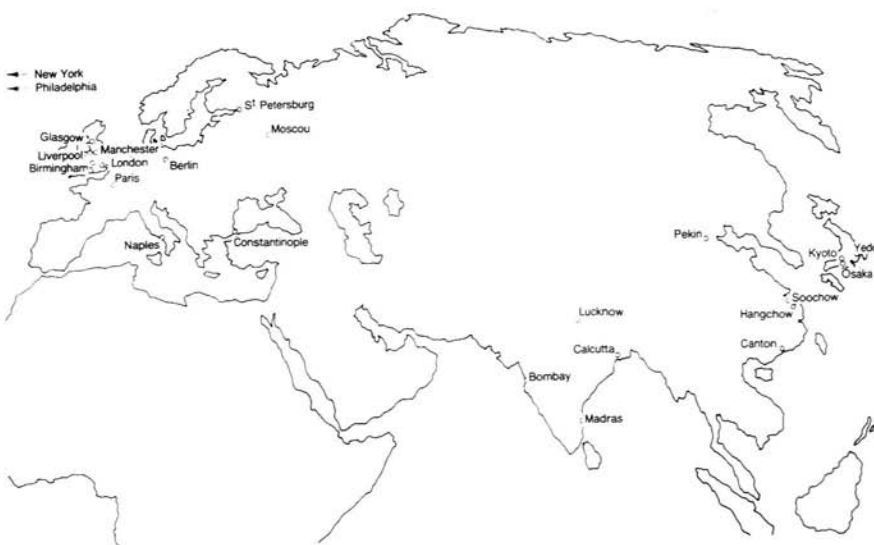 New York
Philadelphia
St Petersburg
Moscou
Glasgow
Manchester
Liverpool
London
Birmingham
Berlin
Paris
Naples
Constantinople
Pekin
Kyoto
Yedo
Osaka
Soochow
Hangchow
Lucknow
Canton
Calcutta
Bombay
Madras